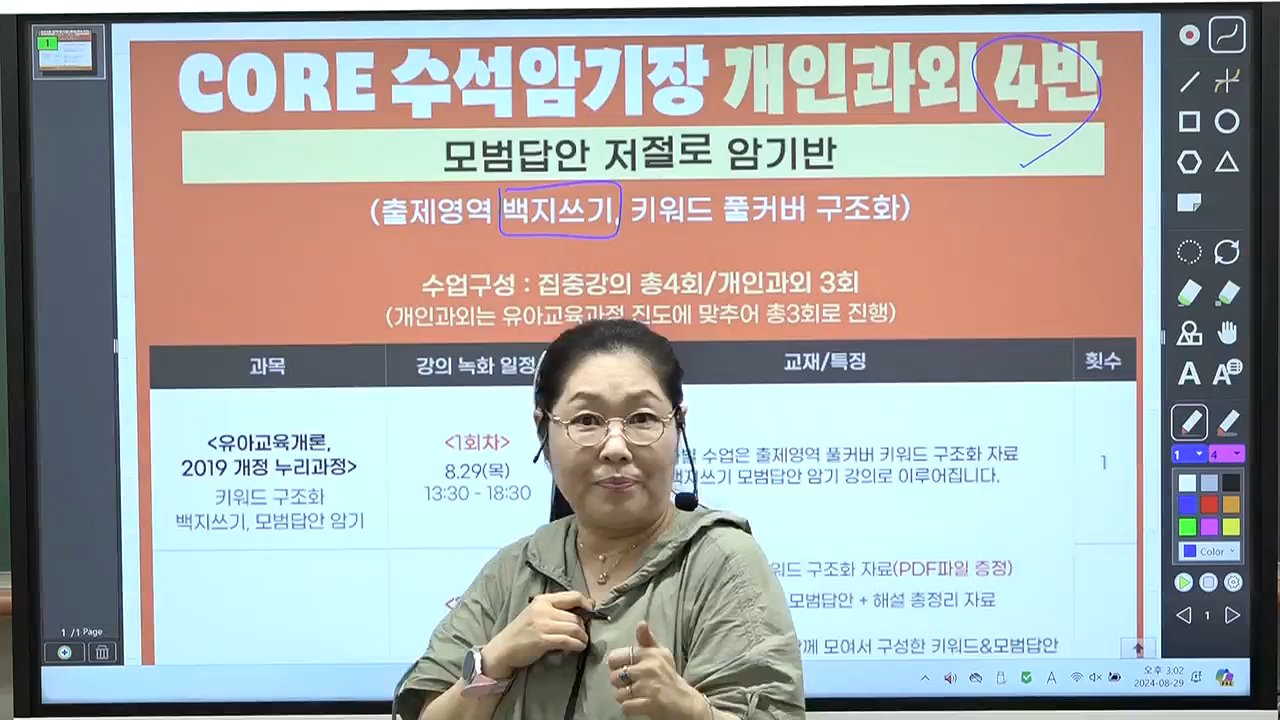 CORE 수석암기장 개인과외 4반
모범답안 저절로 암기반
(출제영역 백지쓰기, 키워드 풀커버 구조화)
수업구성 : 집중강의 총4회/개인과외 3회
(개인과외는 유아교육과정 진도에 맞추어 총3회로 진행)
과목 강의 녹화 일정 교재/특징 횟수
<유아교육개론,
2019 개정 누리과정>
키워드 구조화
백지쓰기, 모범답안 암기
<1회차>
8.29(목)
13:30 - 18:30
수업은 출제영역 풀커버 키워드 구조화 자료
백지쓰기 모범답안 암기 강의로 이루어집니다.
1
구조화 자료(PDF파일 증정)
모범답안 + 해설 총정리 자료
모여서 구성한 키워드&모범답안
1
1 /1 Page
A A
1 4
Color
1
A
오후 3:02
2024-08-29